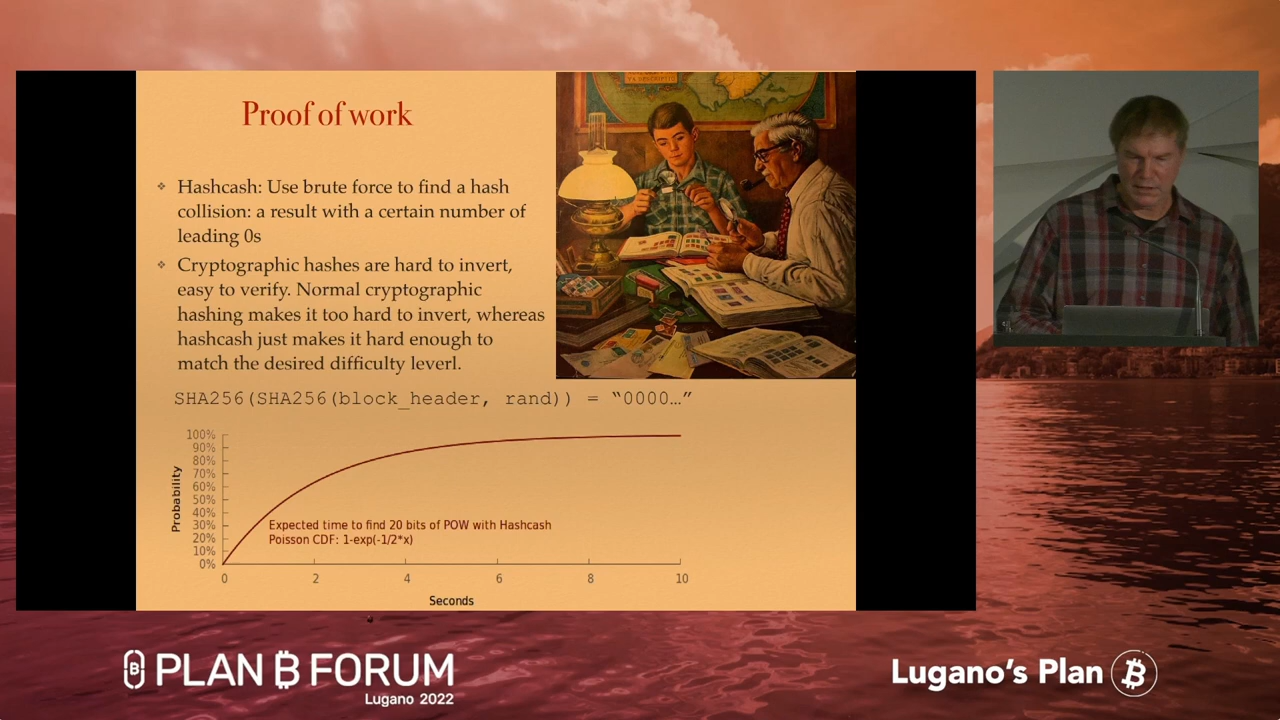 Proof of work
Hashcash: Use brute force to find a hash
collision: a result with a certain number of
leading 0s
Cryptographic hashes are hard to invert,
easy to verify. Normal cryptographic
hashing makes it too hard to invert, whereas
hashcash just makes it hard enough to
match the desired difficulty leverl.
SHA256(SHA256(block_header, rand)) = “0000…”
100%
90%
80%
70%
60%
50%
40%
30%
20%
10%
0%
Probability
Expected time to find 20 bits of POW with Hashcash
Poisson CDF: 1-exp(-1/2*x)
0 2 4 6 8 10
Seconds
PLAN ₿ FORUM
Lugano 2022
Lugano’s Plan ₿